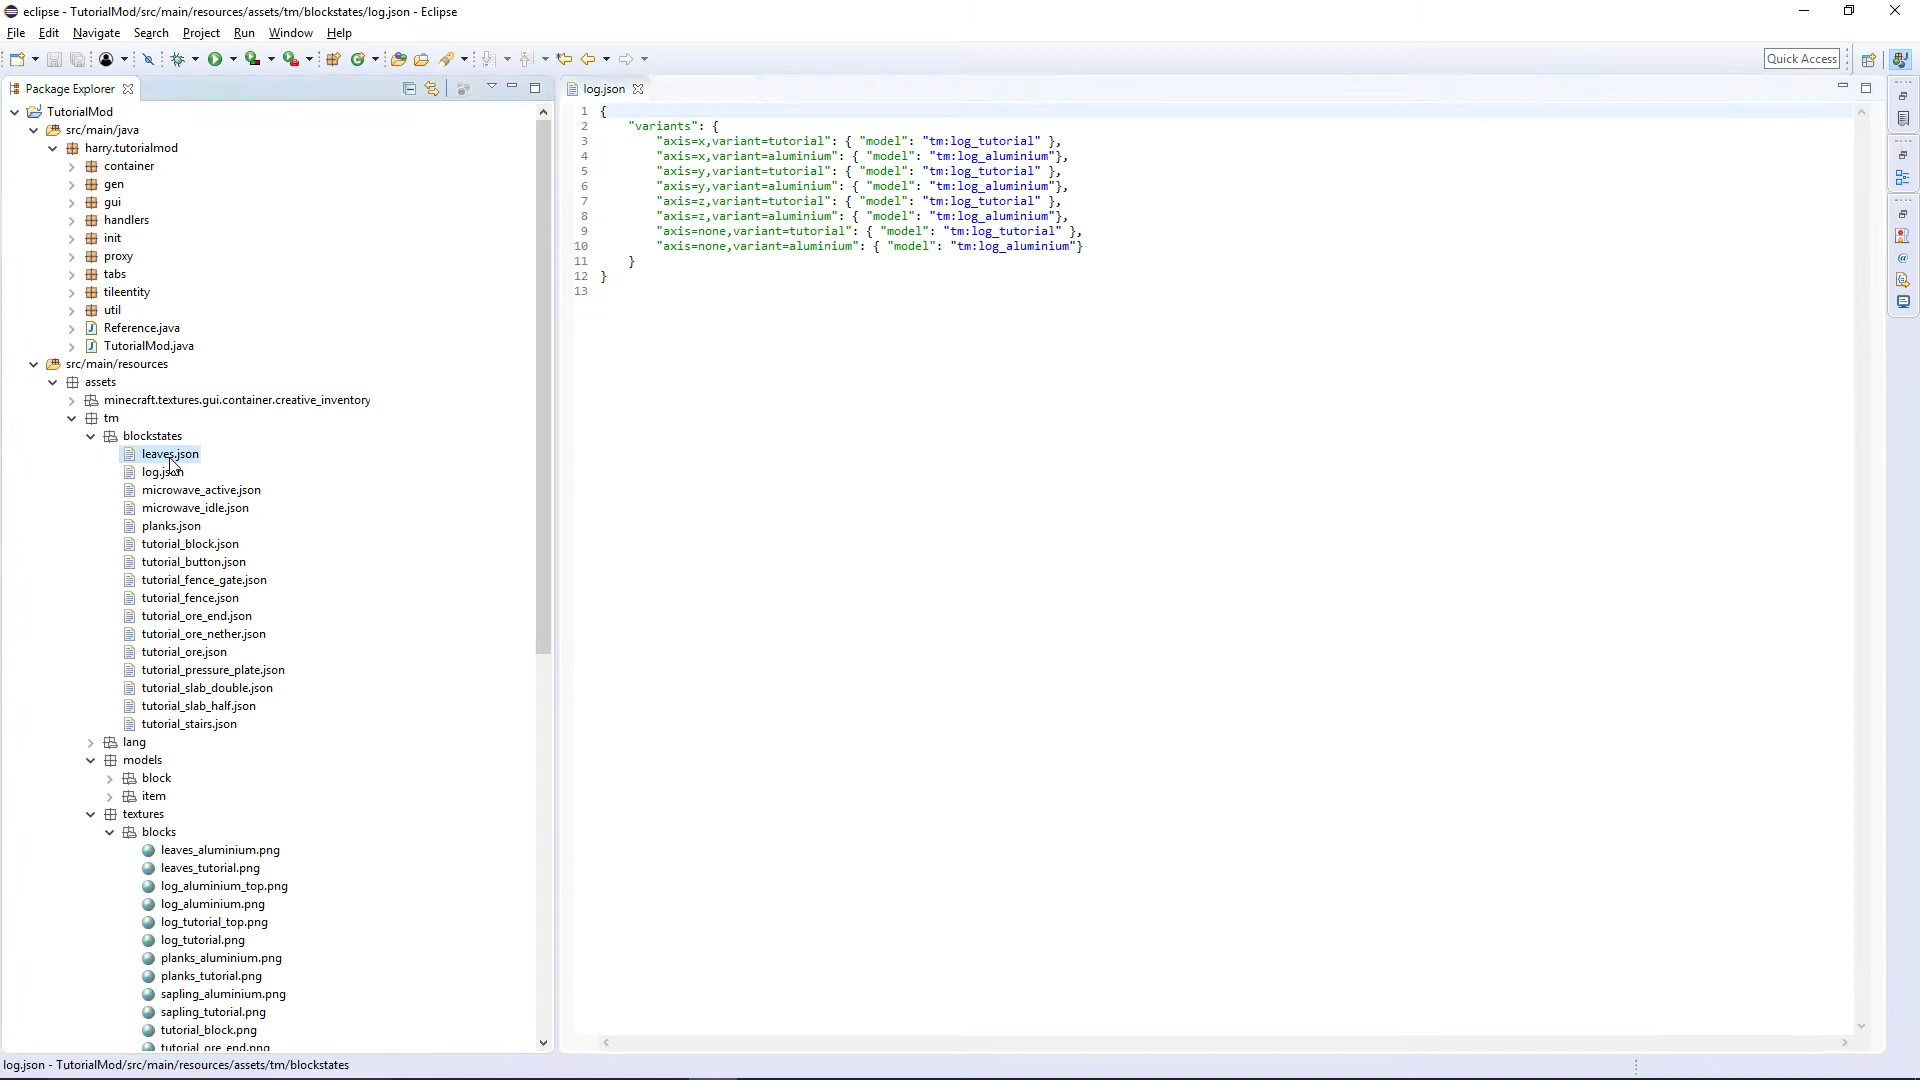 eclipse - TutorialMod/src/main/resources/assets/tm/blockstates/log.json - Eclipse
File Edit Navigate Search Project Run Window Help
Quick Access
Package Explorer
TutorialMod
src/main/java
harry.tutorialmod
container
gen
gui
handlers
init
proxy
tabs
tileentity
util
Reference.java
TutorialMod.java
src/main/resources
assets
minecraft.textures.gui.container.creative_inventory
tm
blockstates
leaves.json
log.json
microwave_active.json
microwave_idle.json
planks.json
tutorial_block.json
tutorial_button.json
tutorial_fence_gate.json
tutorial_fence.json
tutorial_ore_end.json
tutorial_ore_nether.json
tutorial_ore.json
tutorial_pressure_plate.json
tutorial_slab_double.json
tutorial_slab_half.json
tutorial_stairs.json
lang
models
block
item
textures
blocks
leaves_aluminium.png
leaves_tutorial.png
log_aluminium_top.png
log_aluminium.png
log_tutorial_top.png
log_tutorial.png
planks_aluminium.png
planks_tutorial.png
sapling_aluminium.png
sapling_tutorial.png
tutorial_block.png
tutorial_ore_end.png
log.json
1 {
2 "variants": {
3 "axis=x,variant=tutorial": { "model": "tm:log_tutorial" },
4 "axis=x,variant=aluminium": { "model": "tm:log_aluminium"},
5 "axis=y,variant=tutorial": { "model": "tm:log_tutorial" },
6 "axis=y,variant=aluminium": { "model": "tm:log_aluminium"},
7 "axis=z,variant=tutorial": { "model": "tm:log_tutorial" },
8 "axis=z,variant=aluminium": { "model": "tm:log_aluminium"},
9 "axis=none,variant=tutorial": { "model": "tm:log_tutorial" },
10 "axis=none,variant=aluminium": { "model": "tm:log_aluminium"}
11 }
12 }
13
log.json - TutorialMod/src/main/resources/assets/tm/blockstates